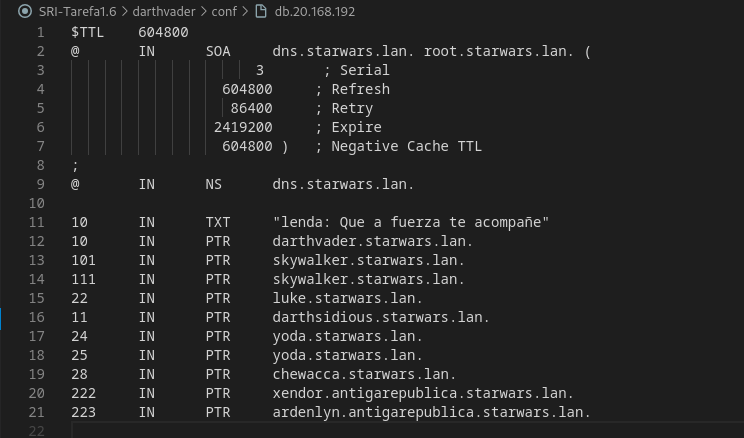 SRI-Tarefa1.6 > darthvader > conf > db.20.168.192
1 $TTL 604800
2 @ IN SOA dns.starwars.lan. root.starwars.lan. (
3 3 ; Serial
4 604800 ; Refresh
5 86400 ; Retry
6 2419200 ; Expire
7 604800 ) ; Negative Cache TTL
8 ;
9 @ IN NS dns.starwars.lan.
10
11 10 IN TXT "lenda: Que a fuerza te acompañe"
12 10 IN PTR darthvader.starwars.lan.
13 101 IN PTR skywalker.starwars.lan.
14 111 IN PTR skywalker.starwars.lan.
15 22 IN PTR luke.starwars.lan.
16 11 IN PTR darthsidious.starwars.lan.
17 24 IN PTR yoda.starwars.lan.
18 25 IN PTR yoda.starwars.lan.
19 28 IN PTR chewacca.starwars.lan.
20 222 IN PTR xendor.antigarepublica.starwars.lan.
21 223 IN PTR ardenlyn.antigarepublica.starwars.lan.
22